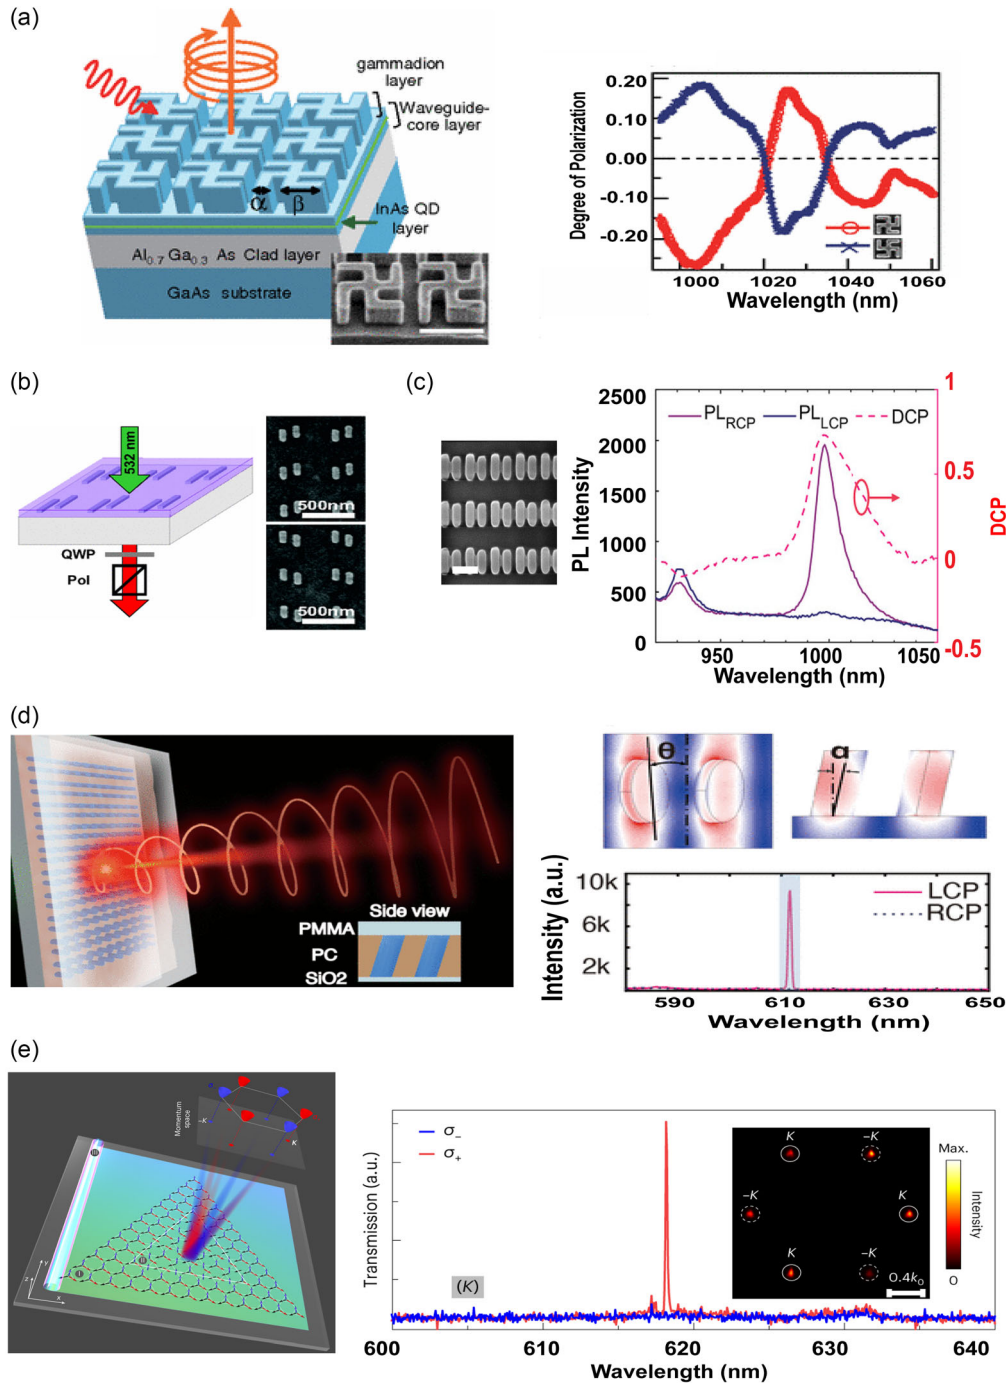 (a)
gammadion
layer
Waveguide-
core layer
α
β
InAs QD
layer
Al0.7 Ga0.3 As Clad layer
GaAs substrate
Degree of Polarization
0.20
0.10
0.00
-0.10
-0.20
1000
1020
1040
1060
Wavelength (nm)
(b)
532 nm
QWP
Pol
500nm
500nm
(c)
PL Intensity
2500
2000
1500
1000
500
0
PLRCP
PLLCP
DCP
1
0.5
0
-0.5
DCP
950
1000
1050
Wavelength (nm)
(d)
Side view
PMMA
PC
SiO2
θ
α
Intensity (a.u.)
10k
6k
2k
LCP
RCP
590
610
630
650
Wavelength (nm)
(e)
Momentum
space
-K
K
III
II
I
Y
Z
X
Transmission (a.u.)
σ-
σ+
(K)
K
-K
-K
K
K
-K
0.4k0
Max.
Intensity
0
600
610
620
630
640
Wavelength (nm)